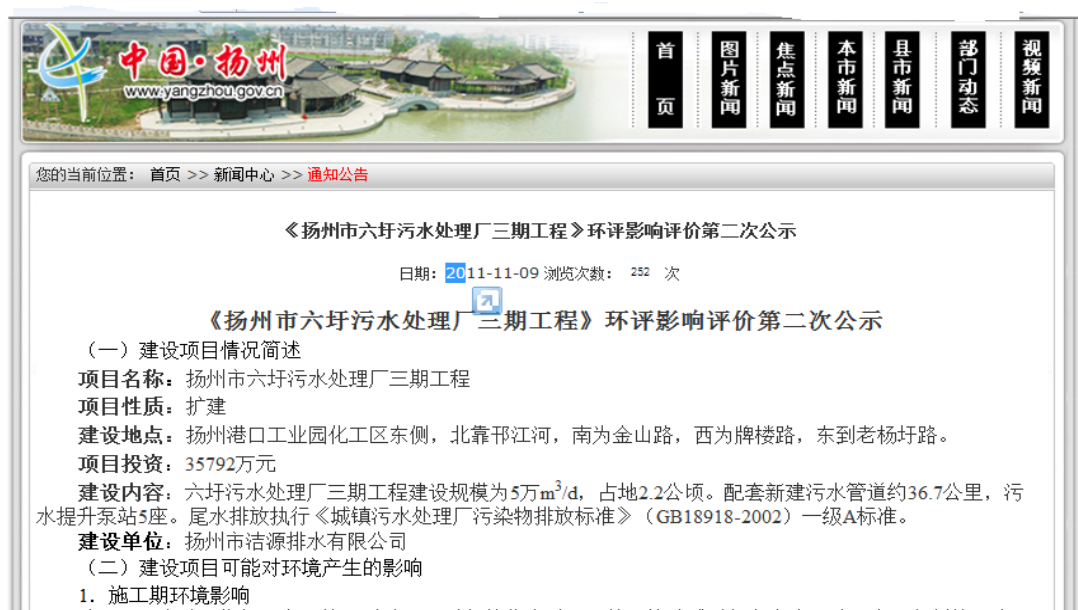 中国·扬州
www.yangzhou.gov.cn
首页
图片新闻
焦点新闻
本市新闻
县市新闻
部门动态
视频新闻
您的当前位置： 首页 >> 新闻中心 >> 通知公告
《扬州市六圩污水处理厂三期工程》环评影响评价第二次公示
日期：2011-11-09 浏览次数： 252 次
《扬州市六圩污水处理厂三期工程》环评影响评价第二次公示
（一）建设项目情况简述
项目名称：扬州市六圩污水处理厂三期工程
项目性质：扩建
建设地点：扬州港口工业园化工区东侧，北靠邗江河，南为金山路，西为牌楼路，东到老杨圩路。
项目投资：35792万元
建设内容：六圩污水处理厂三期工程建设规模为5万m³/d，占地2.2公顷。配套新建污水管道约36.7公里，污
水提升泵站5座。尾水排放执行《城镇污水处理厂污染物排放标准》（GB18918-2002）一级A标准。
建设单位：扬州市洁源排水有限公司
（二）建设项目可能对环境产生的影响
1．施工期环境影响